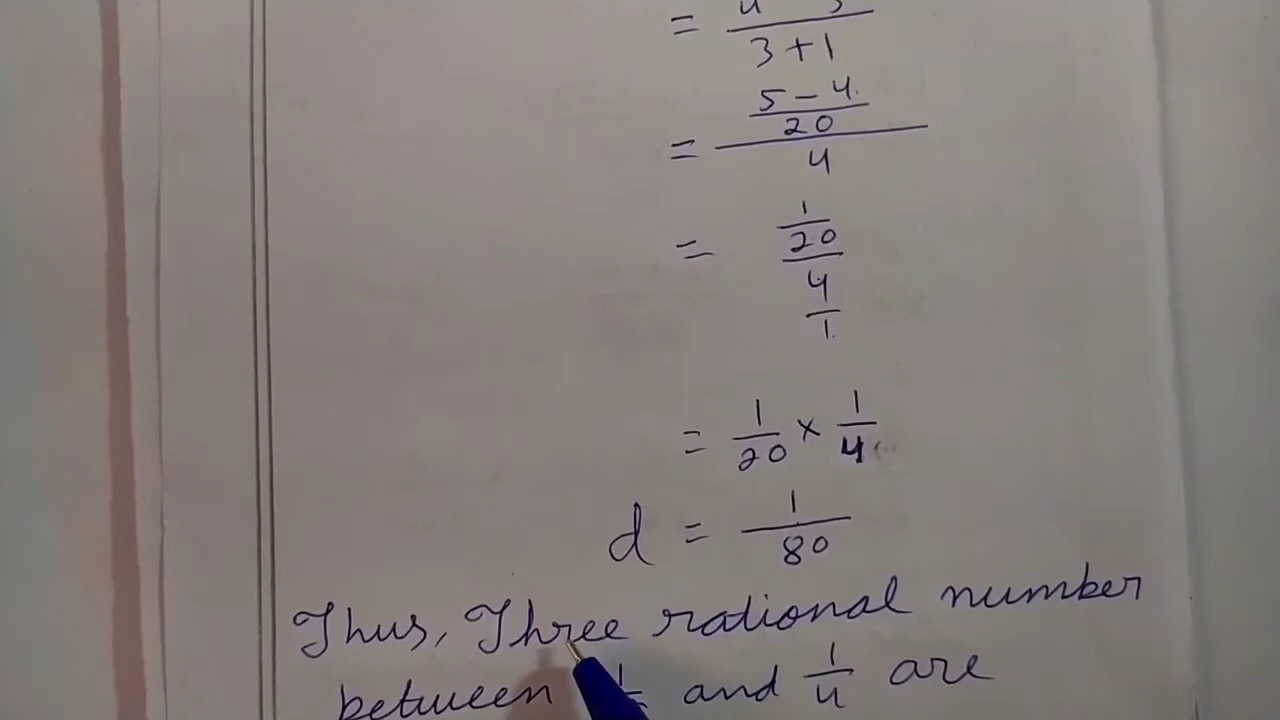 = 
3 + 1
= 5 - 4 / 20 / 4
= 1 / 20 / 4 / 1
= 1/20 × 1/4
d = 1/80
Thus, Three rational number
between and 1/4 are